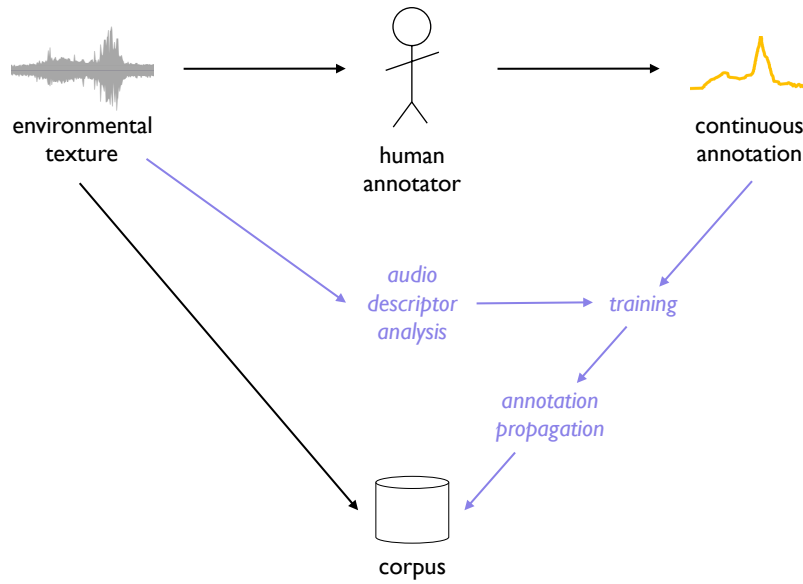 environmental
texture
human
annotator
continuous
annotation
audio
descriptor
analysis
training
annotation
propagation
corpus